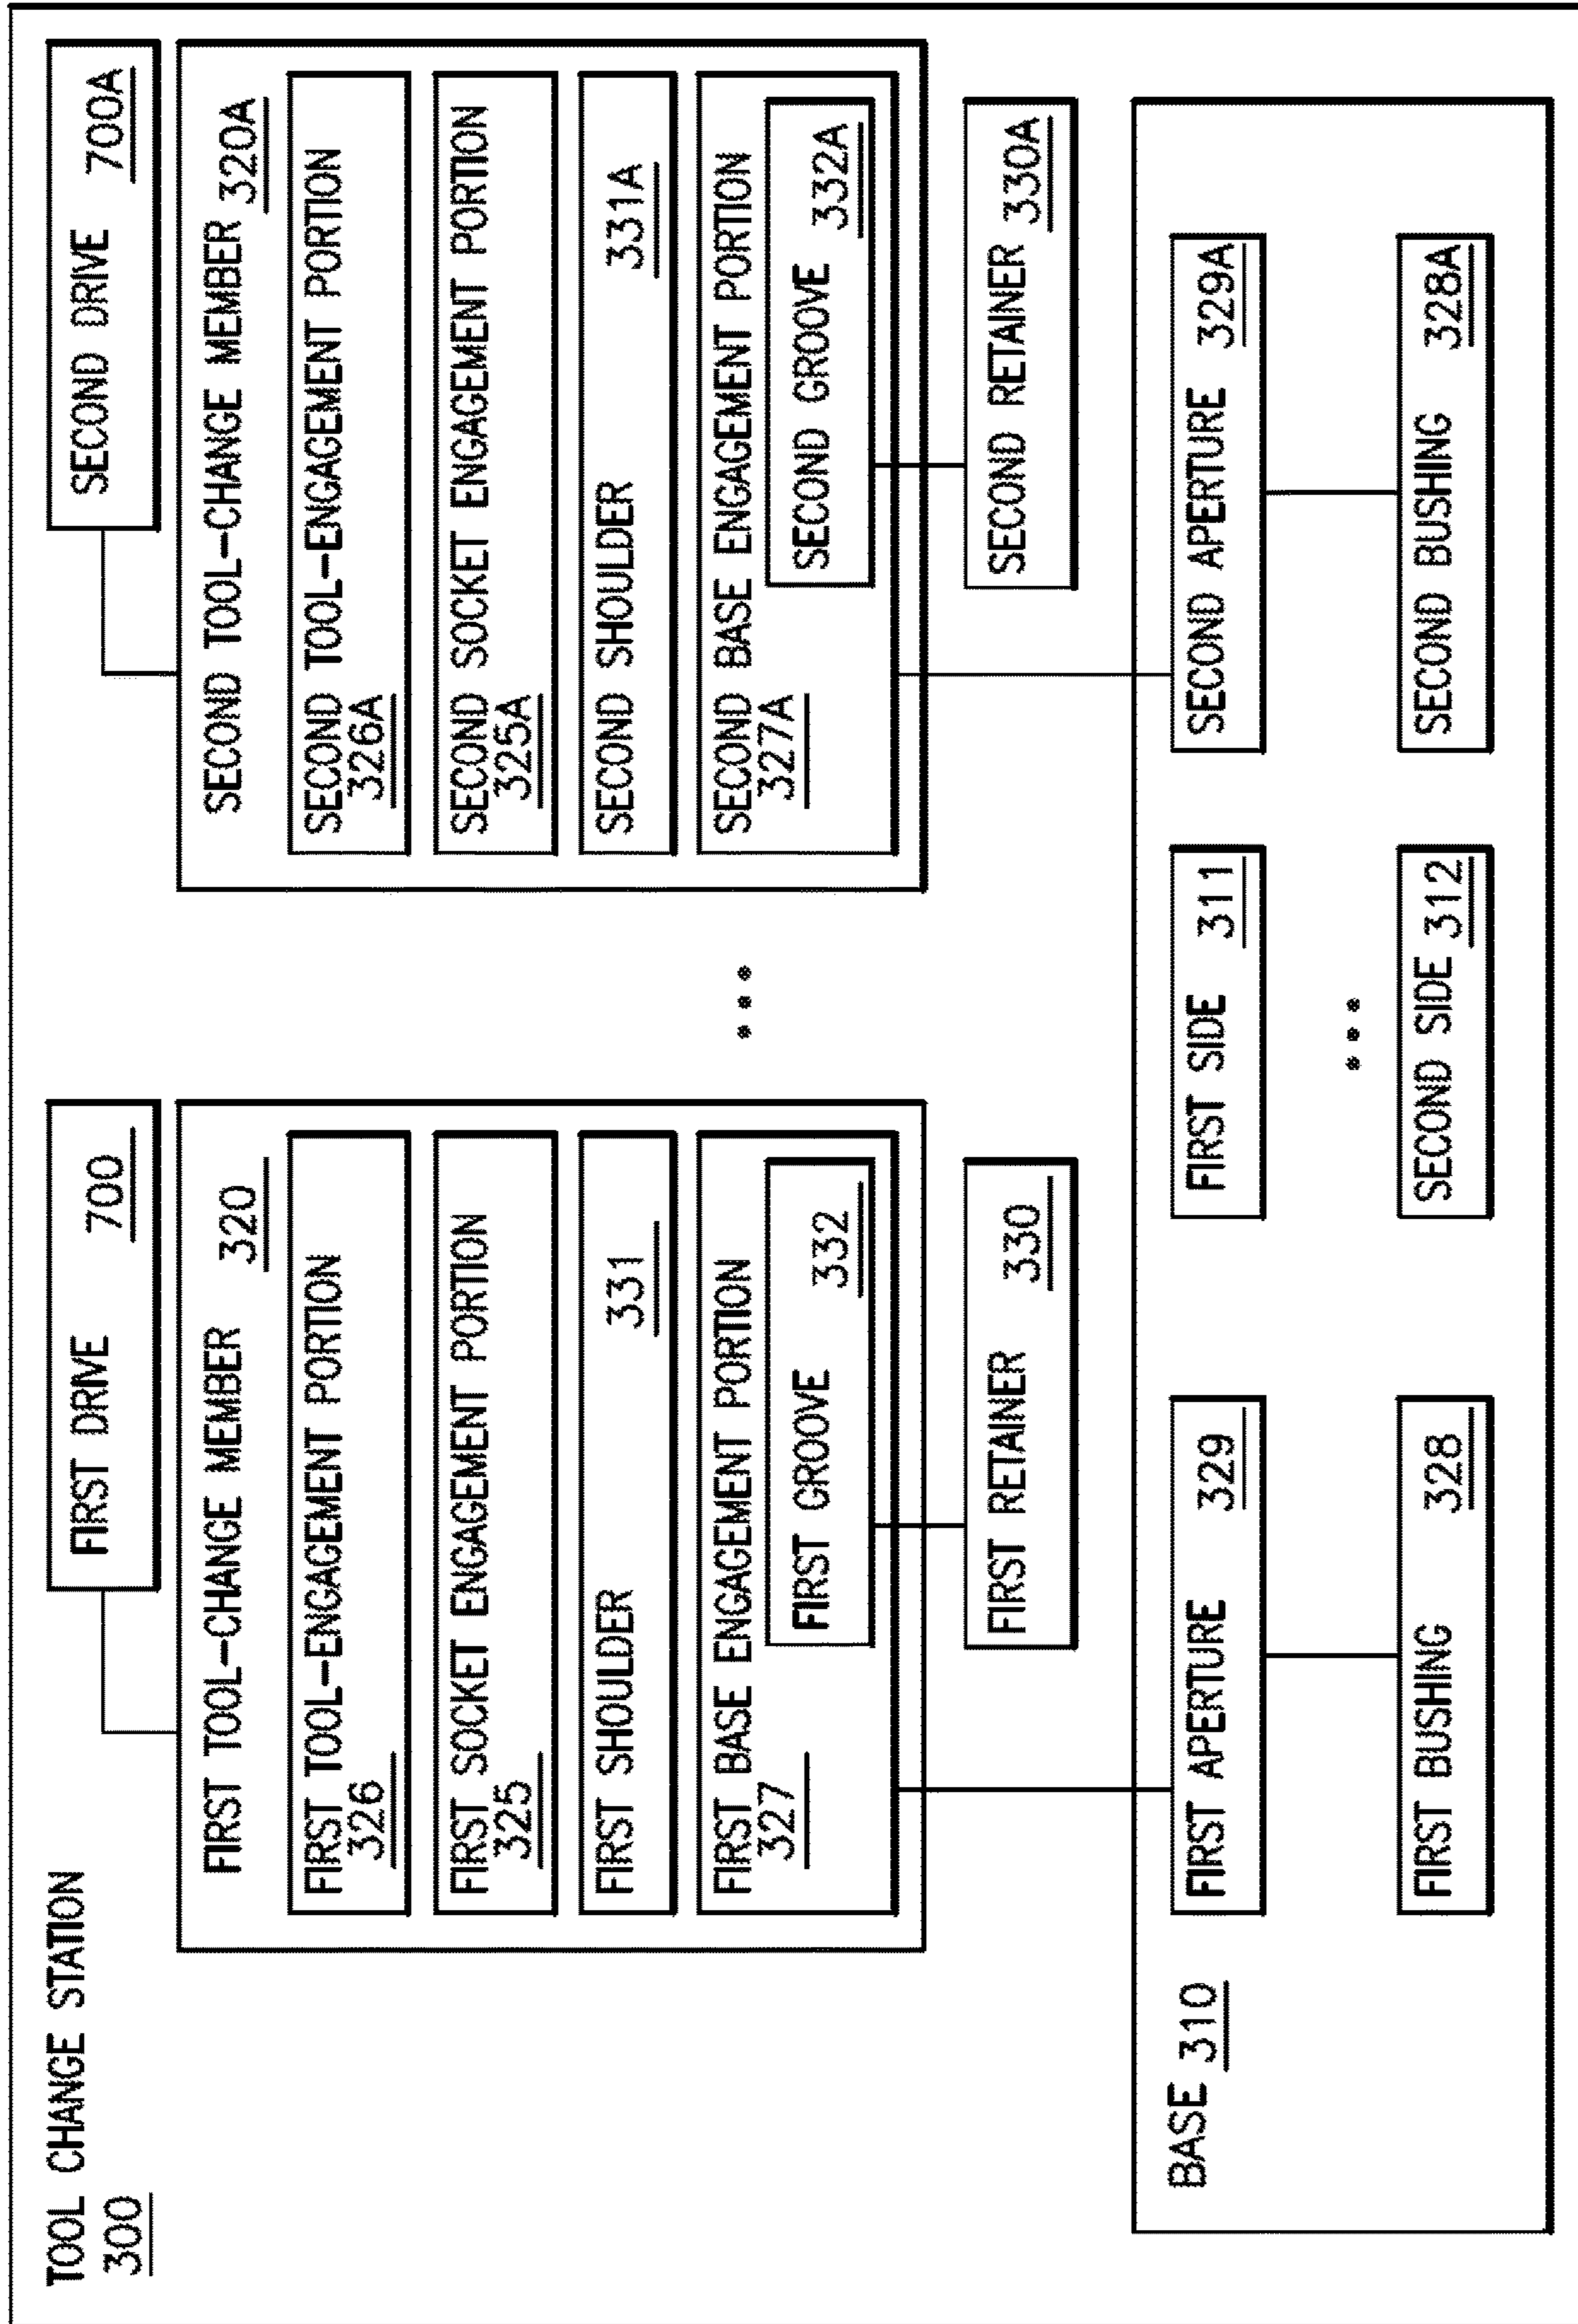 TOOL CHANGE STATION
300
FIRST DRIVE 700
FIRST TOOL-CHANGE MEMBER 320
FIRST TOOL-ENGAGEMENT PORTION
326
FIRST SOCKET ENGAGEMENT PORTION
325
FIRST SHOULDER 331
FIRST BASE ENGAGEMENT PORTION
327
FIRST GROOVE 332
FIRST RETAINER 330
SECOND DRIVE 700A
SECOND TOOL-CHANGE MEMBER 320A
SECOND TOOL-ENGAGEMENT PORTION
326A
SECOND SOCKET ENGAGEMENT PORTION
325A
SECOND SHOULDER 331A
SECOND BASE ENGAGEMENT PORTION
327A
SECOND GROOVE 332A
SECOND RETAINER 330A
BASE 310
FIRST APERTURE 329
FIRST BUSHING 328
FIRST SIDE 311
SECOND SIDE 312
SECOND APERTURE 329A
SECOND BUSHING 328A